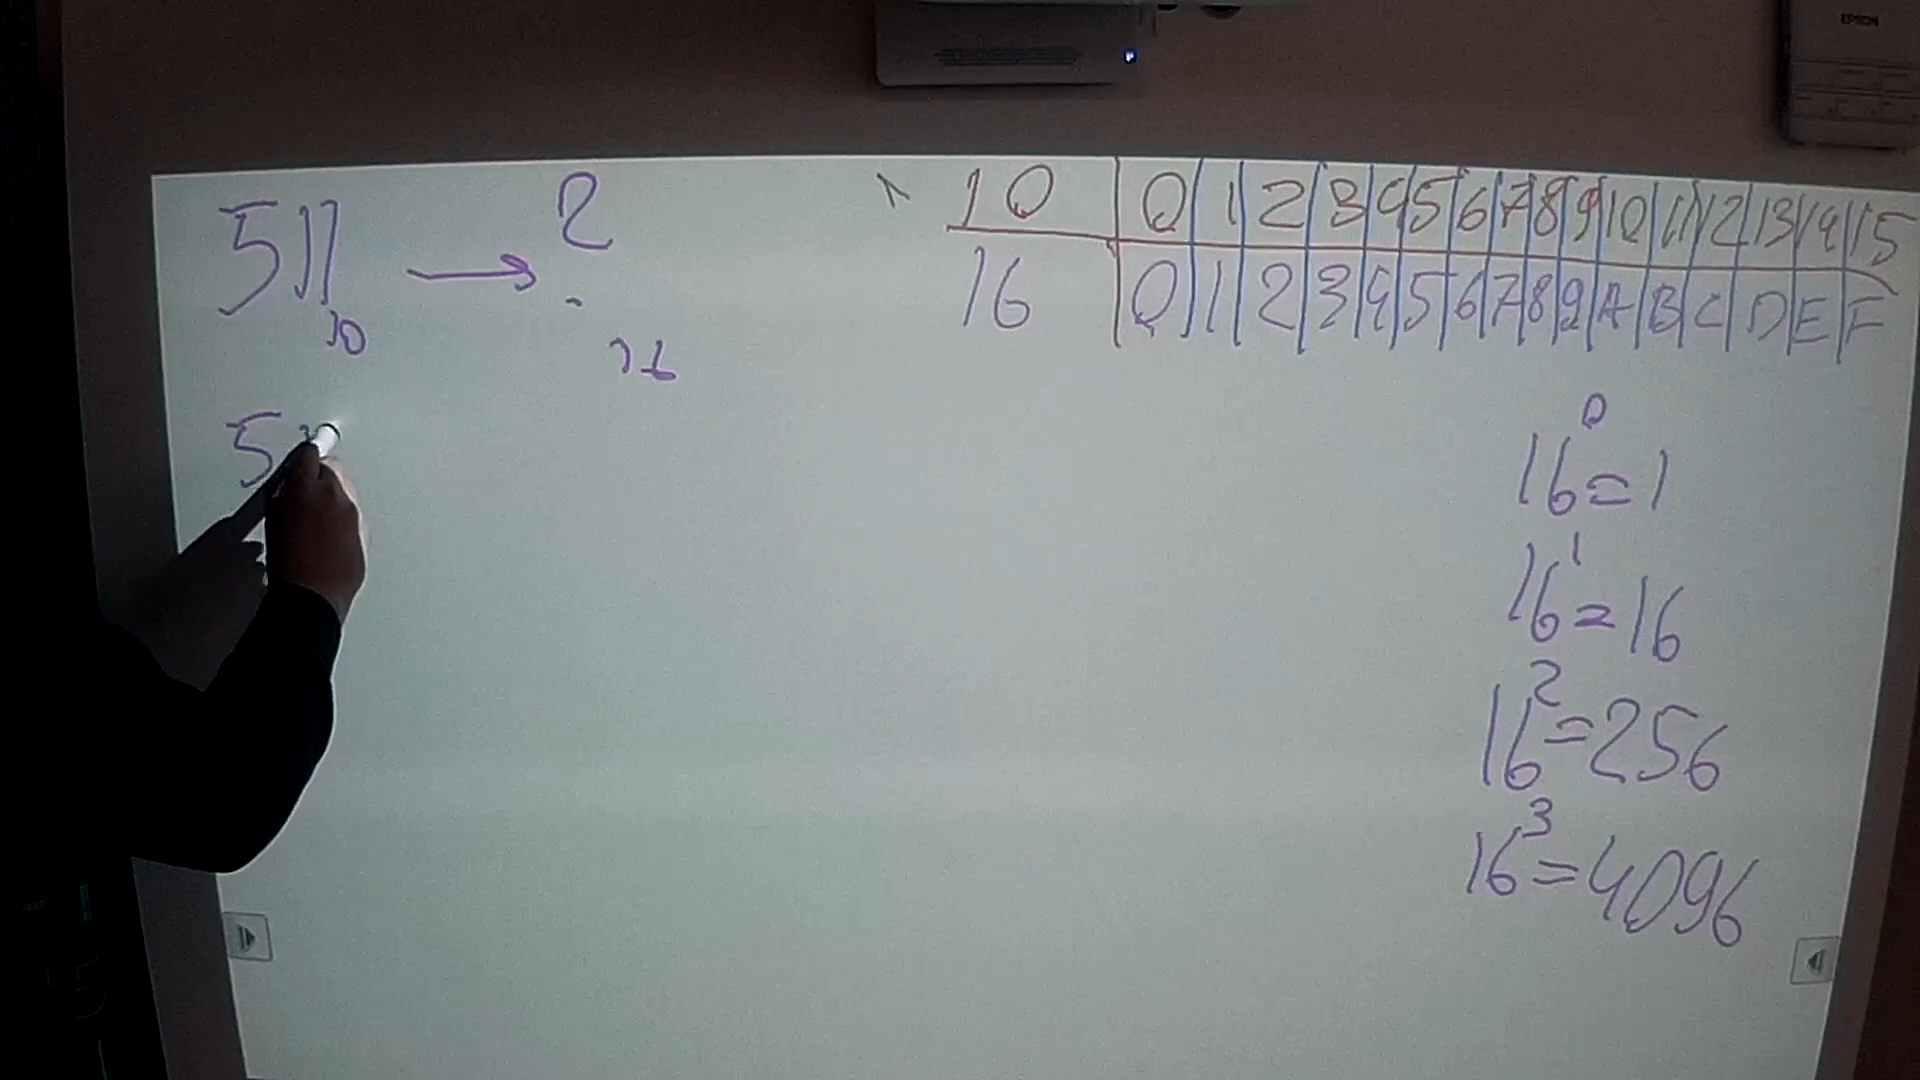 EPSON
511₁₀ → ?₁₆
10 0 1 2 3 4 5 6 7 8 9 10 11 12 13 14 15
16 0 1 2 3 4 5 6 7 8 9 A B C D E F
5
16⁰=1
16¹=16
16²=256
16³=4096